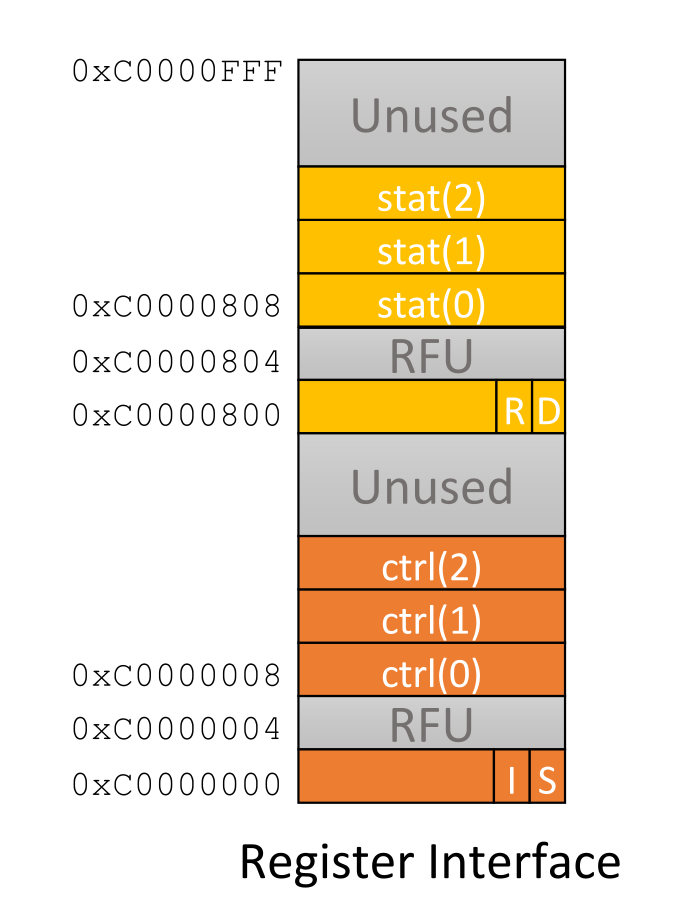 0xC0000FFF
Unused
stat(2)
stat(1)
0xC0000808 stat(0)
0xC0000804 RFU
0xC0000800 R D
Unused
ctrl(2)
ctrl(1)
0xC0000008 ctrl(0)
0xC0000004 RFU
0xC0000000 I S
Register Interface